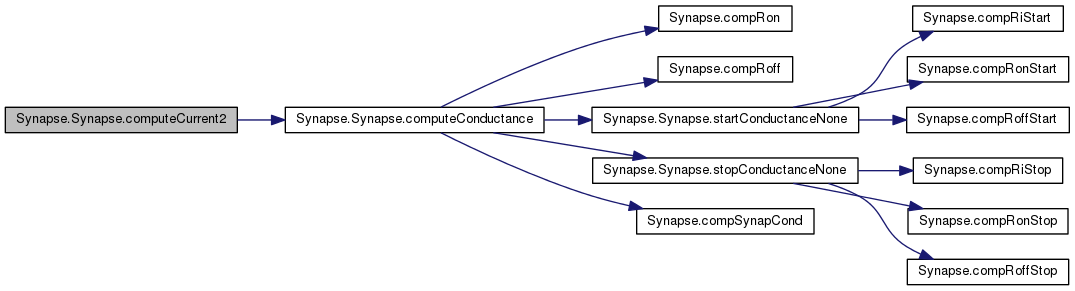 Synapse.Synapse.computeCurrent2
Synapse.Synapse.computeConductance
Synapse.compRon
Synapse.compRoff
Synapse.Synapse.startConductanceNone
Synapse.Synapse.stopConductanceNone
Synapse.compSynapCond
Synapse.compRiStart
Synapse.compRonStart
Synapse.compRoffStart
Synapse.compRiStop
Synapse.compRonStop
Synapse.compRoffStop